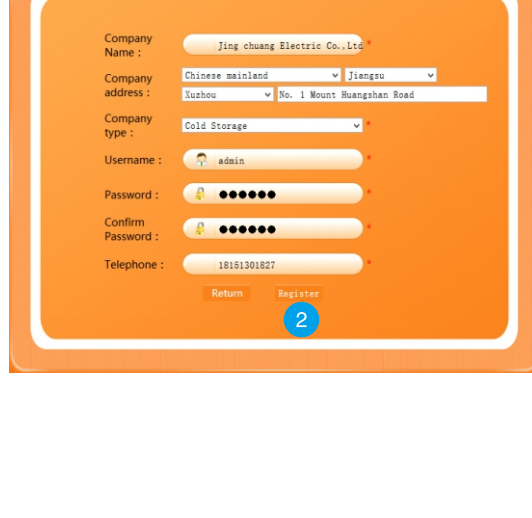 Company
Name :
Jing chuang Electric Co.,Ltd *
Company
address :
Chinese mainland Jiangsu
Xuzhou No. 1 Mount Huangshan Road
Company
type :
Cold Storage *
Username : admin *
Password : ●●●●●● *
Confirm
Password :
●●●●●● *
Telephone : 18151301827 *
Return Register
2